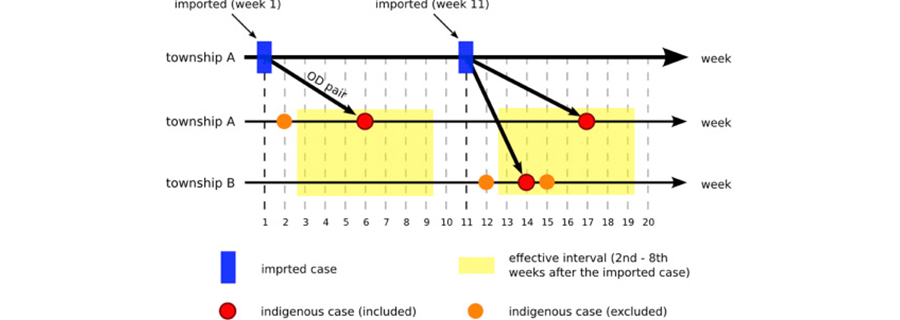 imported (week 1) imported (week 11)
township A week
OD pair
township A week
township B week
1 2 3 4 5 6 7 8 9 10 11 12 13 14 15 16 17 18 19 20
imprted case
effective interval (2nd - 8th
weeks after the imported case)
indigenous case (included)
indigenous case (excluded)